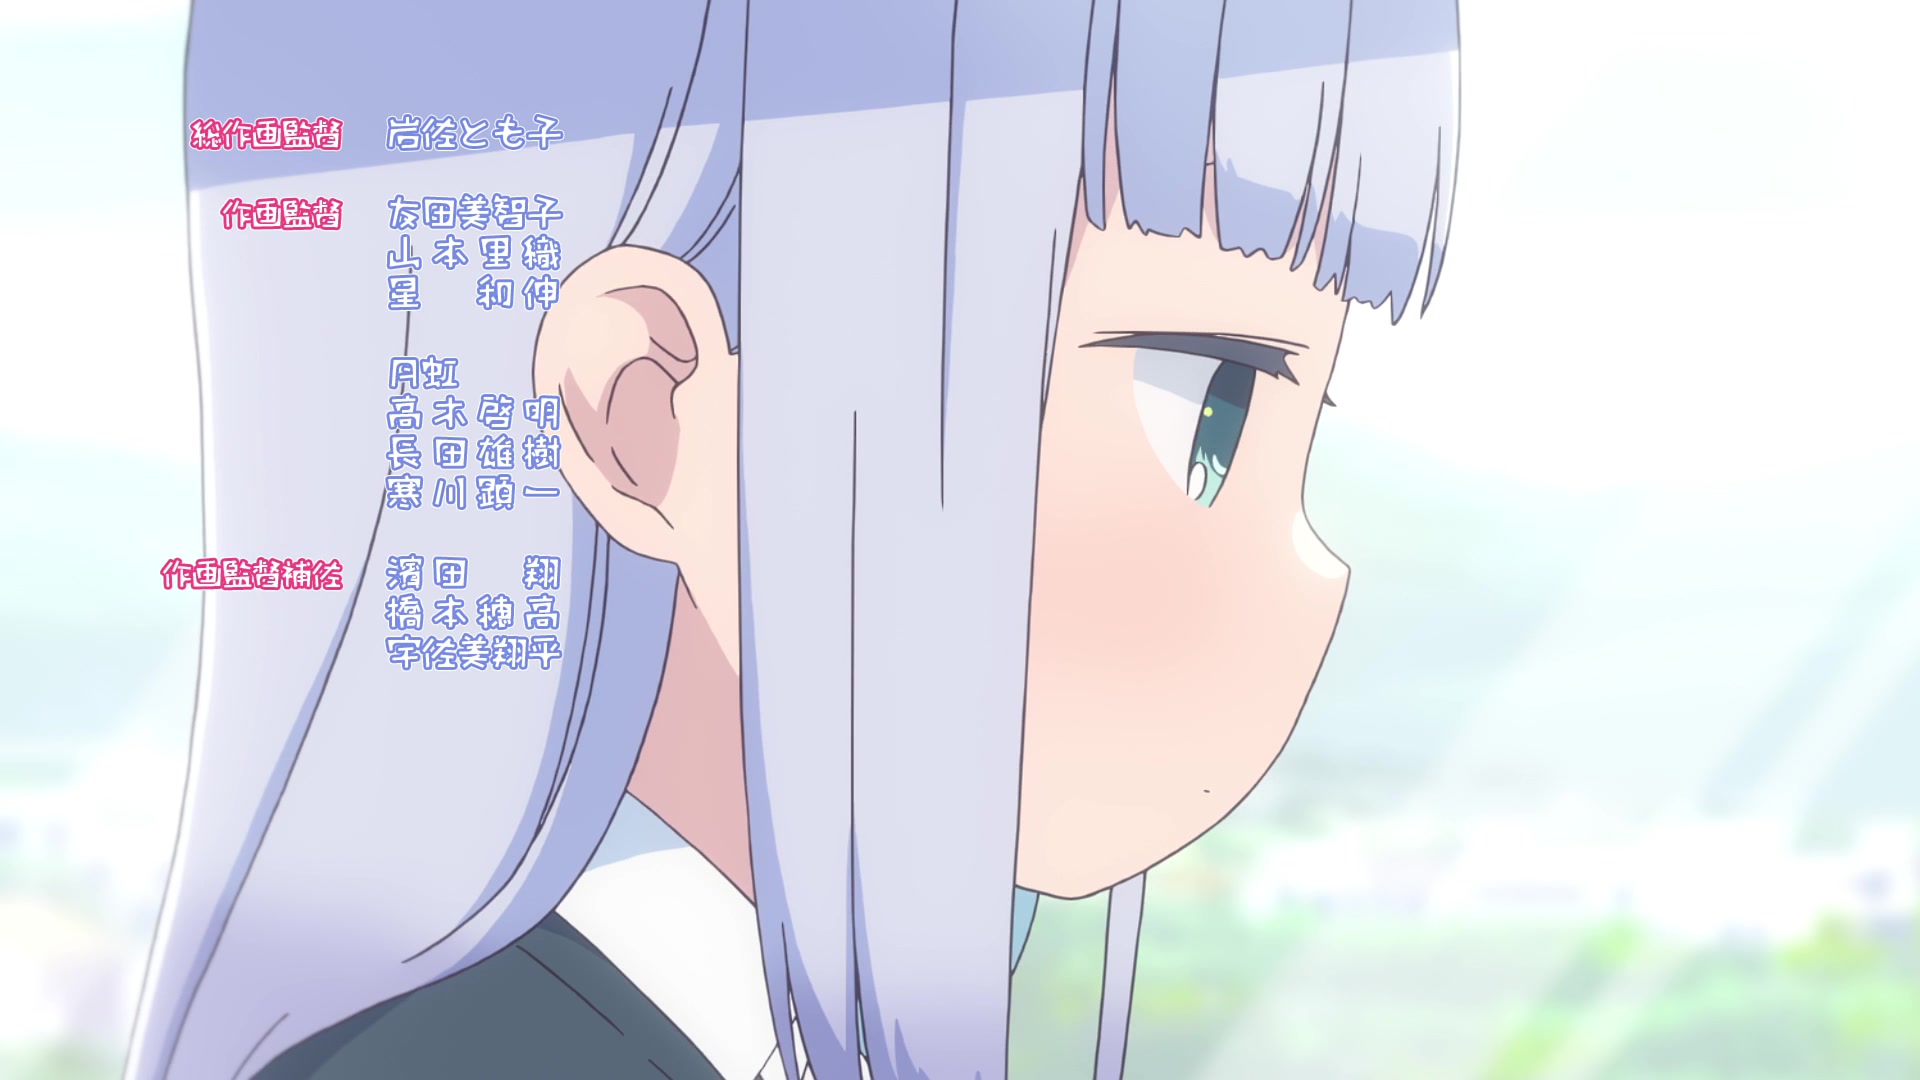 総作画監督 岩佐とも子
作画監督 友田美智子
山本里織
星 和伸
月虹
高木啓明
長田雄樹
寒川顕一
作画監督補佐 濱田 翔
橋本穂高
宇佐美翔平